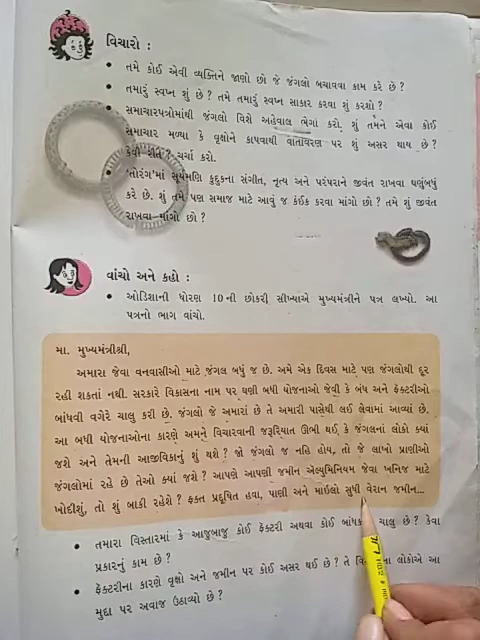 વિચારો :
• તમે કોઈ એવી વ્યક્તિને જાણો છો જે જંગલો બચાવવા કામ કરે છે ?
• તમારું સ્વપ્ન શું છે ? તમે તમારું સ્વપ્ન સાકાર કરવા શું કરશો ?
• સમાચારપત્રોમાંથી જંગલો વિશે અહેવાલ ભેગા કરો. શું તમને એવા કોઈ
સમાચાર મળ્યા કે વૃક્ષોને કાપવાથી વાતાવરણ પર શું અસર થાય છે ?
કેવી રીતે ? ચર્ચા કરો.
• ‘તોરંગ’માં સૂર્યમણિ કુદુકના સંગીત, નૃત્ય અને પરંપરાને જીવંત રાખવા ઘણુંબધું
કરે છે. શું તમે પણ સમાજ માટે આવું જ કંઈક કરવા માંગો છો ? તમે શું જીવંત
રાખવા માંગો છો ?
વાંચો અને કહો :
• ઓડિશાની ધોરણ 10ની છોકરી સીખ્યાએ મુખ્યમંત્રીને પત્ર લખ્યો. આ
પત્રનો ભાગ વાંચો.
મા. મુખ્યમંત્રીશ્રી,
અમારા જેવા વનવાસીઓ માટે જંગલ બધું જ છે. અમે એક દિવસ માટે પણ જંગલોથી દૂર
રહી શકતાં નથી. સરકારે વિકાસના નામ પર ઘણી બધી યોજનાઓ જેવી કે બંધ અને ફૅક્ટરીઓ
બાંધવી વગેરે ચાલુ કરી છે. જંગલો જે અમારાં છે તે અમારી પાસેથી લઈ લેવામાં આવ્યાં છે.
આ બધી યોજનાઓના કારણે અમને વિચારવાની જરૂરિયાત ઊભી થઈ કે જંગલનાં લોકો ક્યાં
જશે અને તેમની આજીવિકાનું શું થશે ? જો જંગલ જ નહિ હોય, તો જે લાખો પ્રાણીઓ
જંગલોમાં રહે છે તેઓ ક્યાં જશે ? આપણે આપણી જમીન ઍલ્યુમિનિયમ જેવા ખનિજ માટે
ખોદીશું, તો શું બાકી રહેશે ? ફક્ત પ્રદૂષિત હવા, પાણી અને માઈલો સુધી વેરાન જમીન...
• તમારા વિસ્તારમાં કે આજુબાજુ કોઈ ફૅક્ટરી અથવા કોઈ ચાલુ છે ? કેવા
પ્રકારનું કામ છે ?
• ફૅક્ટરીના કારણે વૃક્ષો અને જમીન પર કોઈ અસર થઈ છે ? તે લોકોએ આ
મુદ્દા પર અવાજ ઉઠાવ્યો છે ?